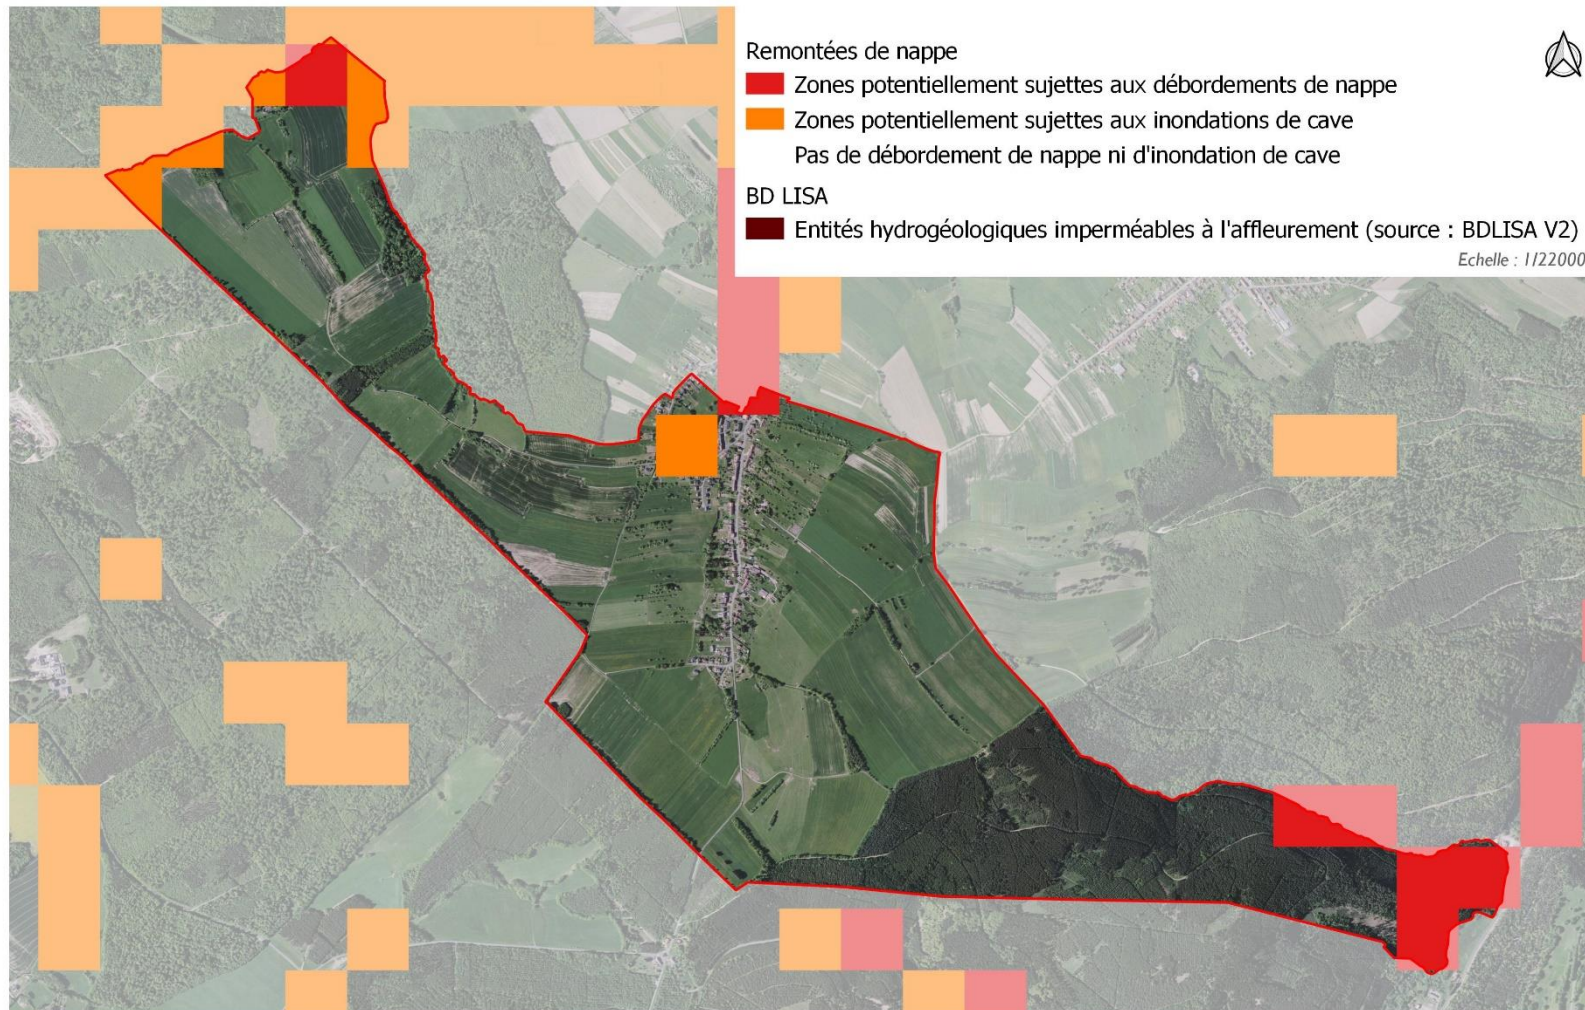 Remontées de nappe
Zones potentiellement sujettes aux débordements de nappe
Zones potentiellement sujettes aux inondations de cave
Pas de débordement de nappe ni d'inondation de cave
BD LISA
Entités hydrogéologiques imperméables à l'affleurement (source : BDLISA V2)
Echelle : 1/22000